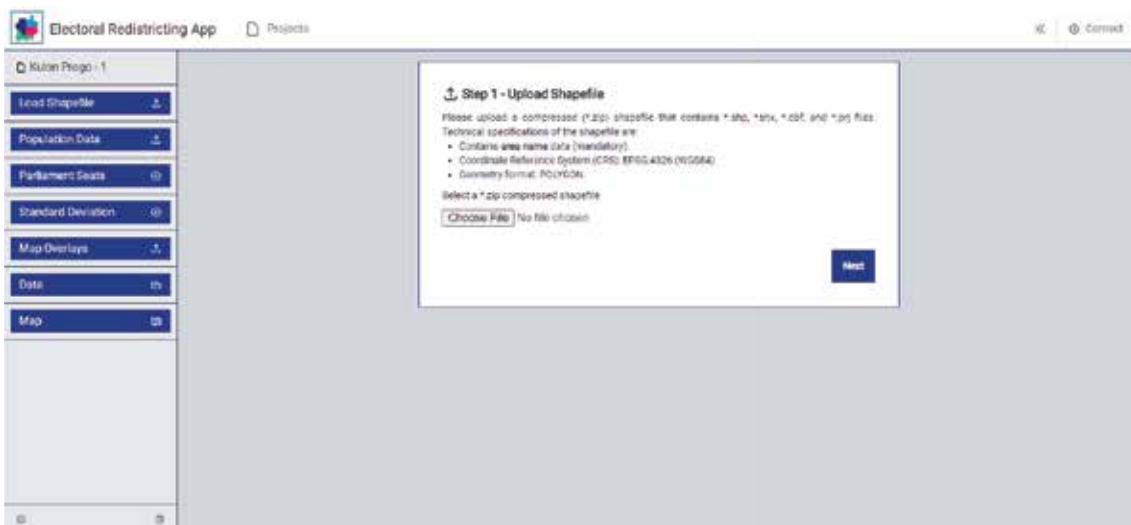 Electoral Redistricting App
Projects
Connect
Kulon Progo - 1
Load Shapefile
Population Data
Parliament Seats
Standard Deviation
Map Overlays
Data
Map
Step 1 - Upload Shapefile
Please upload a compressed (*.zip) shapefile that contains *.shp, *.shx, *.dbf, and *.prj files.
Technical specifications of the shapefile are:
• Contains area name data (mandatory).
• Coordinate Reference System (CRS): EPSG:4326 (WGS84)
• Geometry format: POLYGON.
Select a *.zip compressed shapefile
Choose File No file chosen
Next